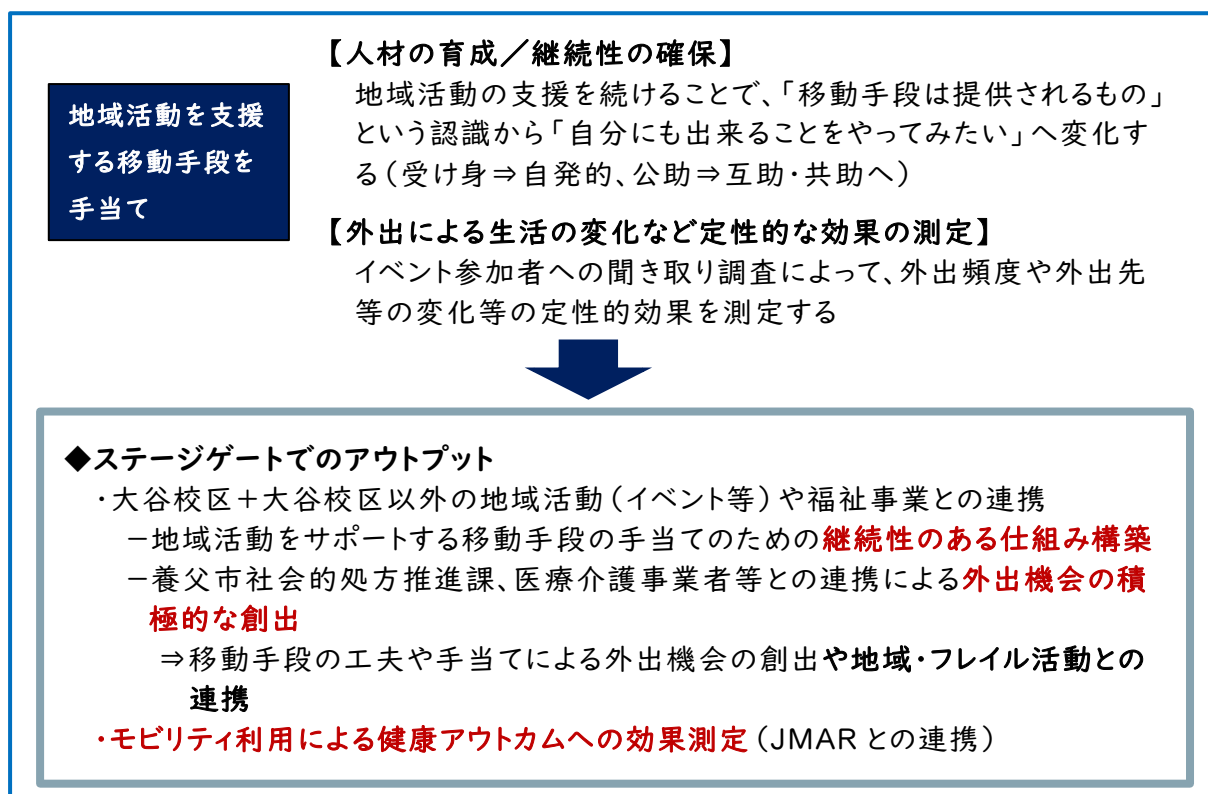 地域活動を支援
する移動手段を
手当て
【人材の育成／継続性の確保】
地域活動の支援を続けることで、「移動手段は提供されるもの」
という認識から「自分にも出来ることをやってみたい」へ変化す
る（受け身⇒自発的、公助⇒互助・共助へ）
【外出による生活の変化など定性的な効果の測定】
イベント参加者への聞き取り調査によって、外出頻度や外出先
等の変化等の定性的効果を測定する
◆ステージゲートでのアウトプット
・大谷校区＋大谷校区以外の地域活動（イベント等）や福祉事業との連携
－地域活動をサポートする移動手段の手当てのための継続性のある仕組み構築
－養父市社会的処方推進課、医療介護事業者等との連携による外出機会の積
極的な創出
⇒移動手段の工夫や手当てによる外出機会の創出や地域・フレイル活動との
連携
・モビリティ利用による健康アウトカムへの効果測定（JMARとの連携）